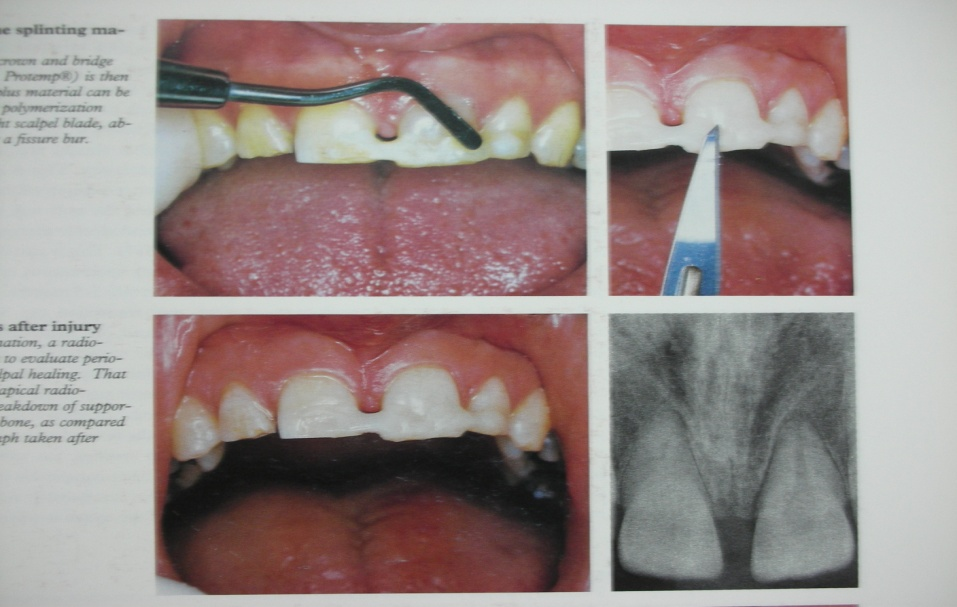 e splinting ma-
crown and bridge
Protemp®) is then
plus material can be
polymerization
ht scalpel blade, ab-
a fissure bur.
s after injury
nation, a radio-
to evaluate perio-
lpal healing. That
apical radio-
eakdown of suppor-
bone, as compared
ph taken after